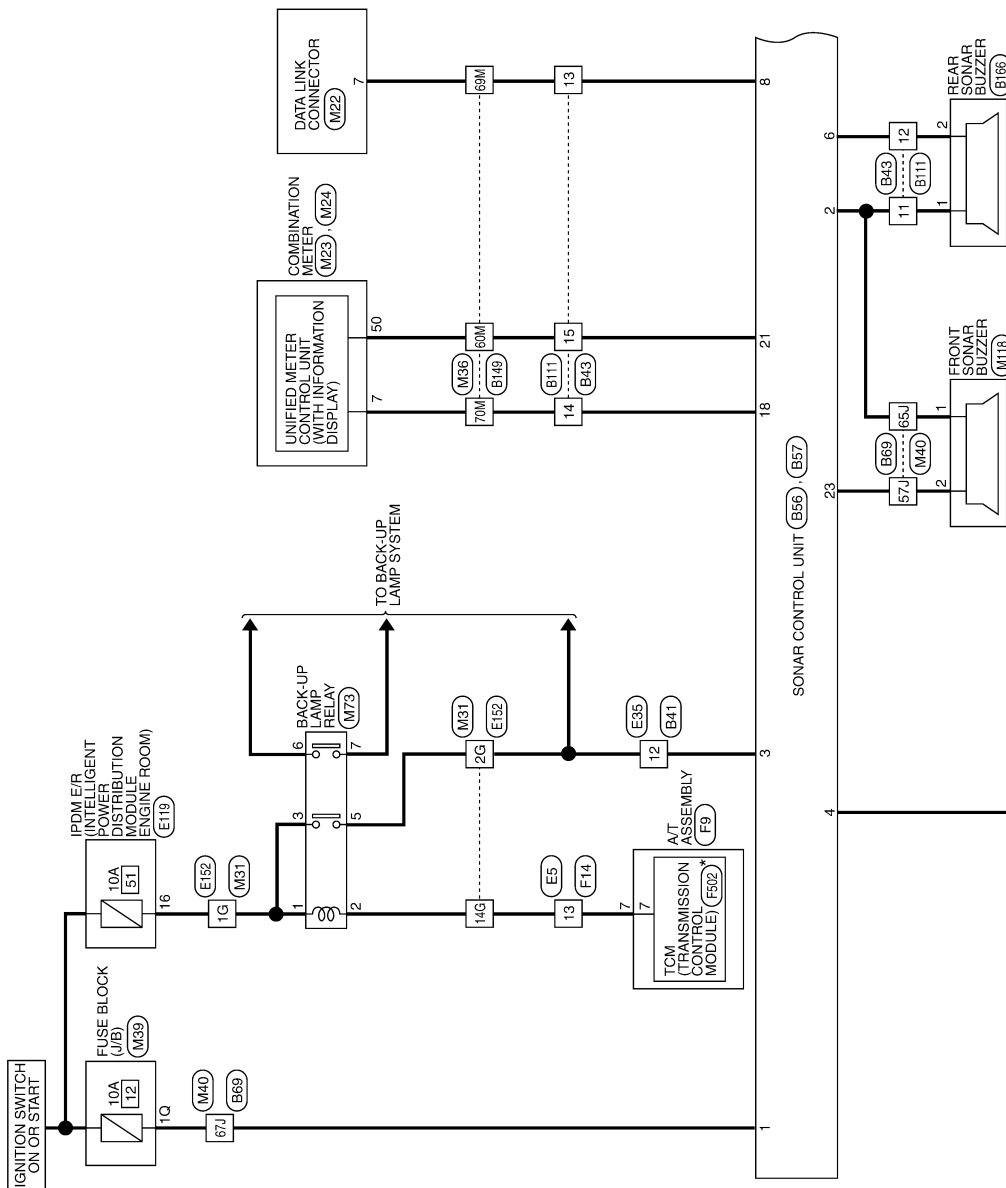 IGNITION SWITCH
ON OR START
FUSE BLOCK
(J/B)
M39
10A
12
1Q
67J
M40
B69
IPDM E/R
(INTELLIGENT
POWER
DISTRIBUTION
MODULE
ENGINE ROOM)
E119
10A
51
16
1G
E152
M31
BACK-UP
LAMP
RELAY
M73
1
3
6
2
5
7
TO BACK-UP
LAMP SYSTEM
14G
2G
M31
E152
13
E5
F14
12
E35
B41
A/T
ASSEMBLY
F9
7
7
TCM
(TRANSMISSION
CONTROL
MODULE)
F502
*
COMBINATION
METER
M23 , M24
UNIFIED METER
CONTROL UNIT
(WITH INFORMATION
DISPLAY)
7
50
DATA LINK
CONNECTOR
M22
7
70M
M36
B149
60M
69M
14
B111
B43
15
13
1
3
18
21
8
SONAR CONTROL UNIT B56 , B57
4
23
2
6
57J
B69
M40
65J
2
1
FRONT
SONAR
BUZZER
M118
11
B43
B111
12
1
2
REAR
SONAR
BUZZER
B166